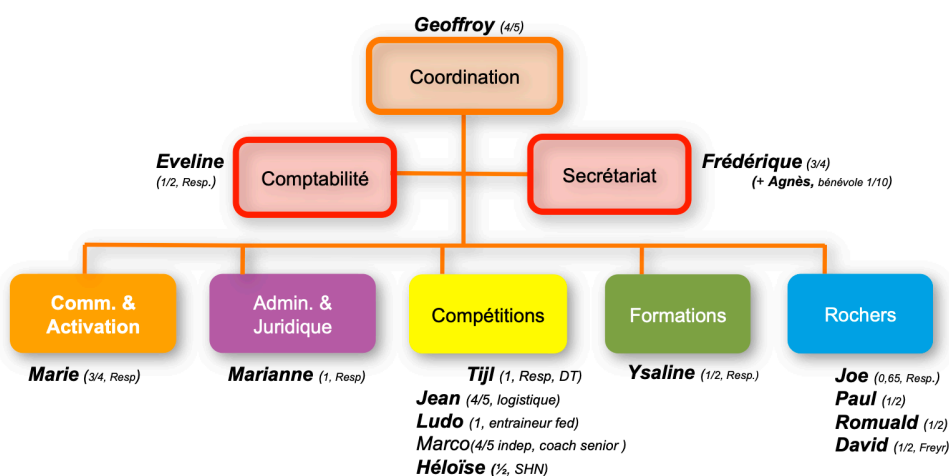 Geoffroy (4/5)
Coordination
Eveline
(1/2, Resp.)
Comptabilité
Secrétariat
Frédérique (3/4)
(+ Agnès, bénévole 1/10)
Comm. &
Activation
Marie (3/4, Resp)
Admin. &
Juridique
Marianne (1, Resp)
Compétitions
Tijl (1, Resp, DT)
Jean (4/5, logistique)
Ludo (1, entraineur fed)
Marco(4/5 indep, coach senior )
Héloïse (½, SHN)
Formations
Ysaline (1/2, Resp.)
Rochers
Joe (0,65, Resp.)
Paul (1/2)
Romuald (1/2)
David (1/2, Freyr)